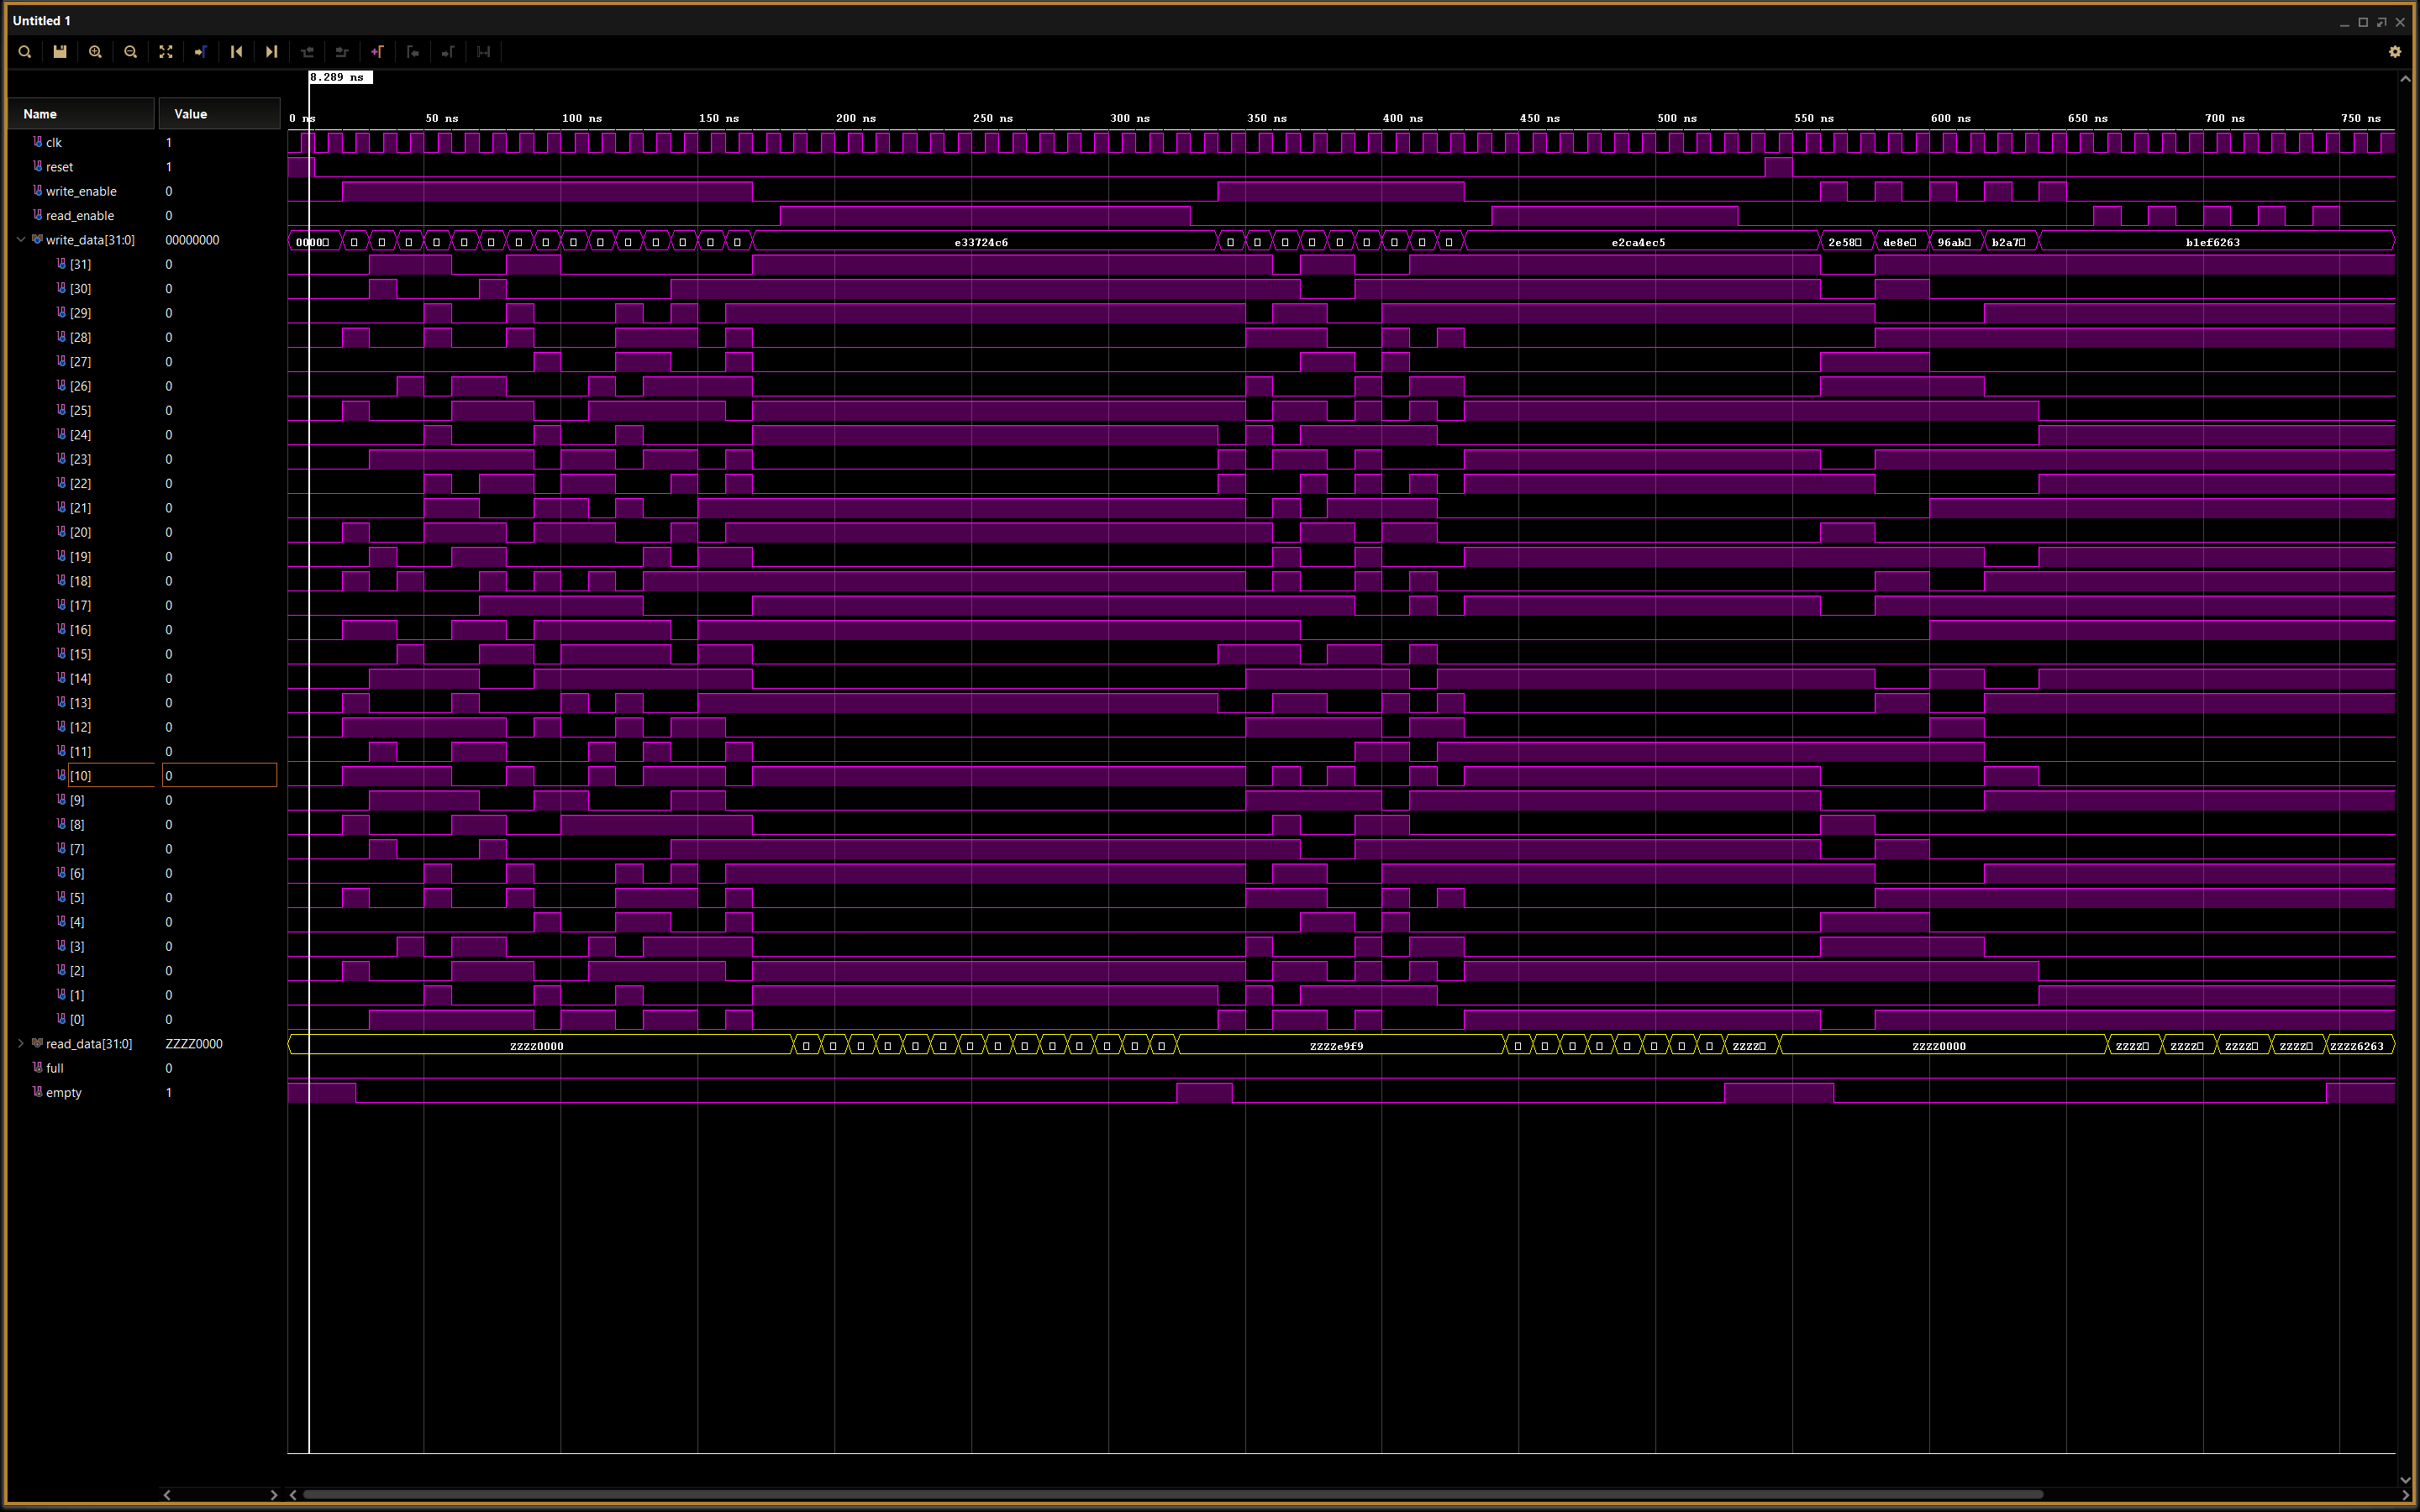 Untitled 1
8.289 ns
Name Value
0 ns 50 ns 100 ns 150 ns 200 ns 250 ns 300 ns 350 ns 400 ns 450 ns 500 ns 550 ns 600 ns 650 ns 700 ns 750 ns
clk 1
reset 1
write_enable 0
read_enable 0
write_data[31:0] 00000000 0000 e33724c6 e2ca4ec5 2e58 de8e 96ab b2a7 b1ef6263
[31] 0
[30] 0
[29] 0
[28] 0
[27] 0
[26] 0
[25] 0
[24] 0
[23] 0
[22] 0
[21] 0
[20] 0
[19] 0
[18] 0
[17] 0
[16] 0
[15] 0
[14] 0
[13] 0
[12] 0
[11] 0
[10] 0
[9] 0
[8] 0
[7] 0
[6] 0
[5] 0
[4] 0
[3] 0
[2] 0
[1] 0
[0] 0
read_data[31:0] ZZZZ0000 ZZZZ0000 ZZZZe9f9 ZZZZ ZZZZ0000 ZZZZ ZZZZ ZZZZ ZZZZ ZZZZ6263
full 0
empty 1